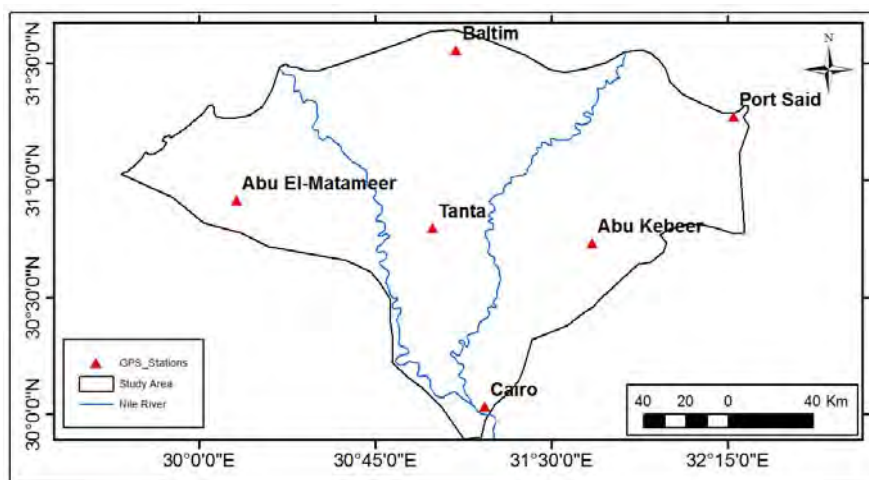 Baltim
N
Port Said
Abu El-Matameer
Tanta
Abu Kebeer
Cairo
GPS_Stations
Study Area
Nile River
40 20 0 40 Km
31°30'0"N
31°0'0"N
30°30'0"N
30°0'0"N
30°0'0"E 30°45'0"E 31°30'0"E 32°15'0"E